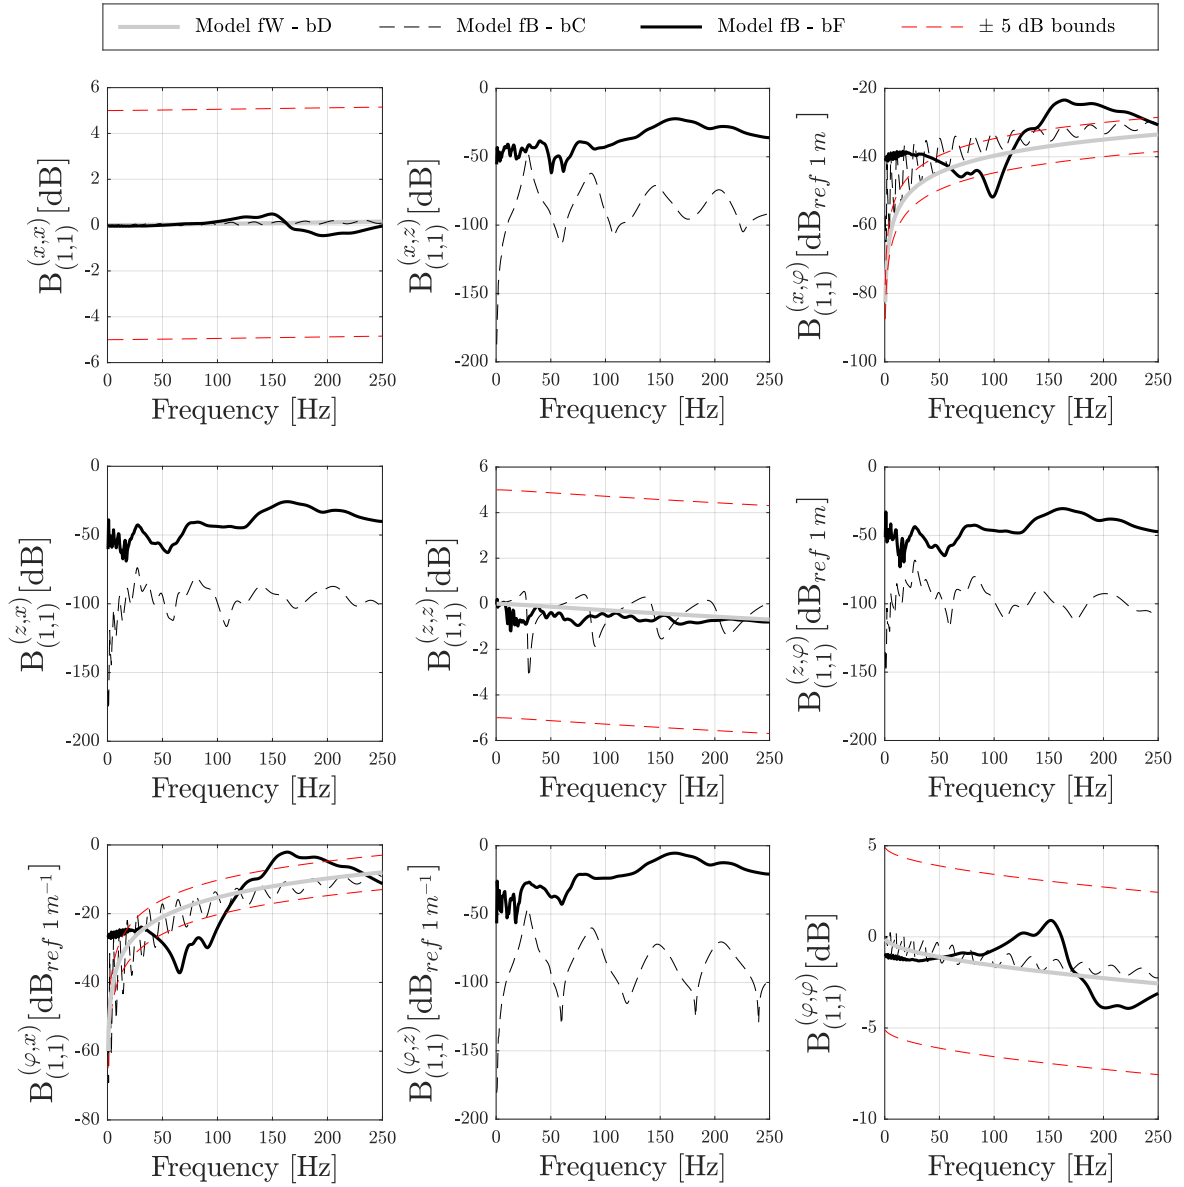 Model fW - bD Model fB - bC Model fB - bF ± 5 dB bounds
6
4
2
0
-2
-4
-6
0 50 100 150 200 250
Frequency [Hz]
B(1,1)(x,x)[dB]
0
-50
-100
-150
-200
0 50 100 150 200 250
Frequency [Hz]
B(1,1)(x,z)[dB]
-20
-40
-60
-80
-100
0 50 100 150 200 250
Frequency [Hz]
B(1,1)(x,φ)[dBref 1 m ]
0
-50
-100
-150
-200
0 50 100 150 200 250
Frequency [Hz]
B(1,1)(z,x)[dB]
6
4
2
0
-2
-4
-6
0 50 100 150 200 250
Frequency [Hz]
B(1,1)(z,z)[dB]
0
-50
-100
-150
-200
0 50 100 150 200 250
Frequency [Hz]
B(1,1)(z,φ)[dBref 1 m]
0
-20
-40
-60
-80
0 50 100 150 200 250
Frequency [Hz]
B(1,1)(φ,x)[dBref 1 m−1]
0
-50
-100
-150
-200
0 50 100 150 200 250
Frequency [Hz]
B(1,1)(φ,z)[dBref 1 m−1]
5
0
-5
-10
0 50 100 150 200 250
Frequency [Hz]
B(1,1)(φ,φ)[dB]